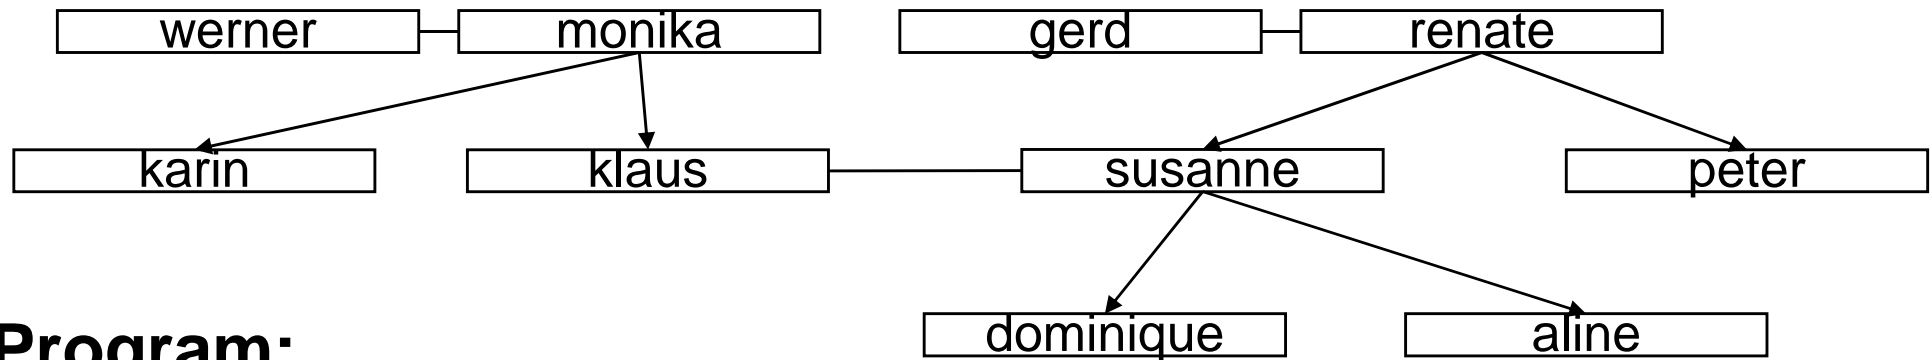 werner monika gerd renate
karin klaus susanne peter
dominique aline
Program: